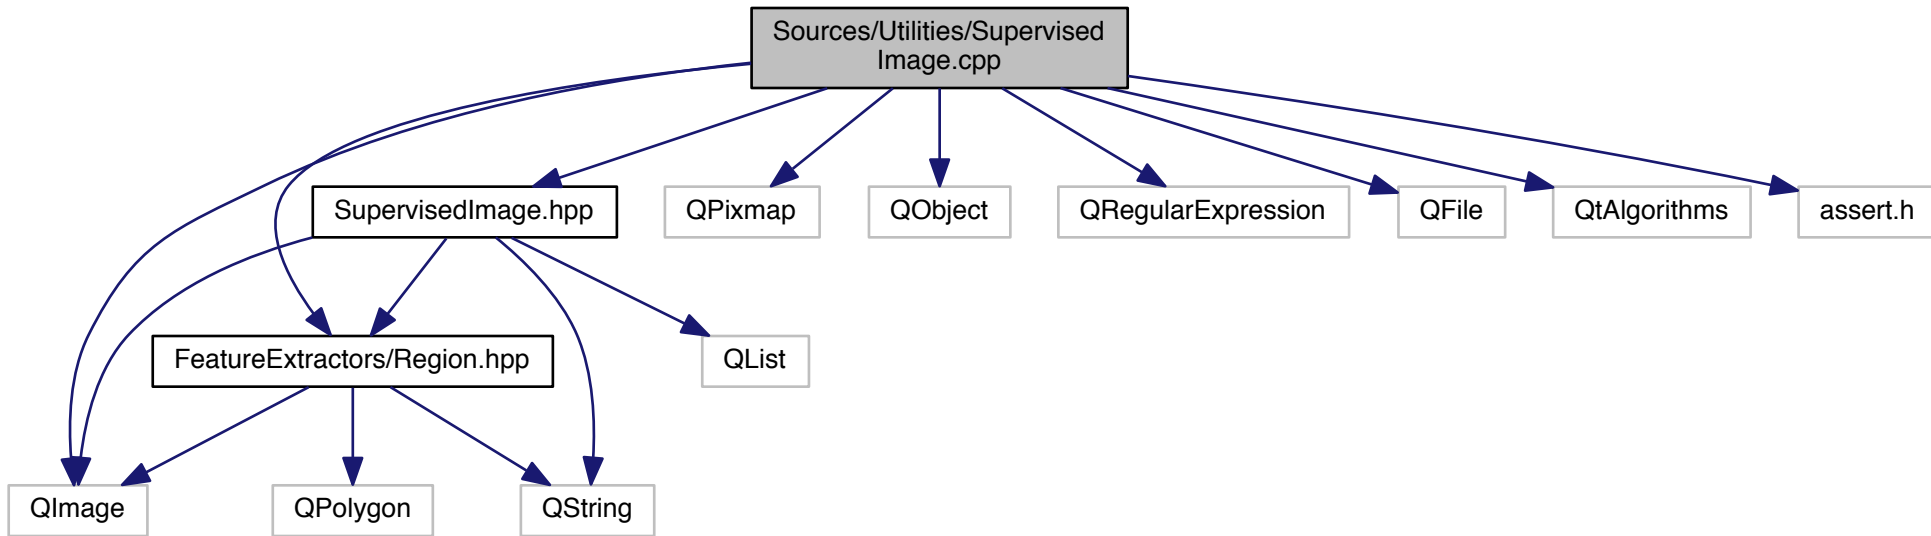 Sources/Utilities/Supervised
Image.cpp
SupervisedImage.hpp
QPixmap
QObject
QRegularExpression
QFile
QtAlgorithms
assert.h
FeatureExtractors/Region.hpp
QList
QImage
QPolygon
QString